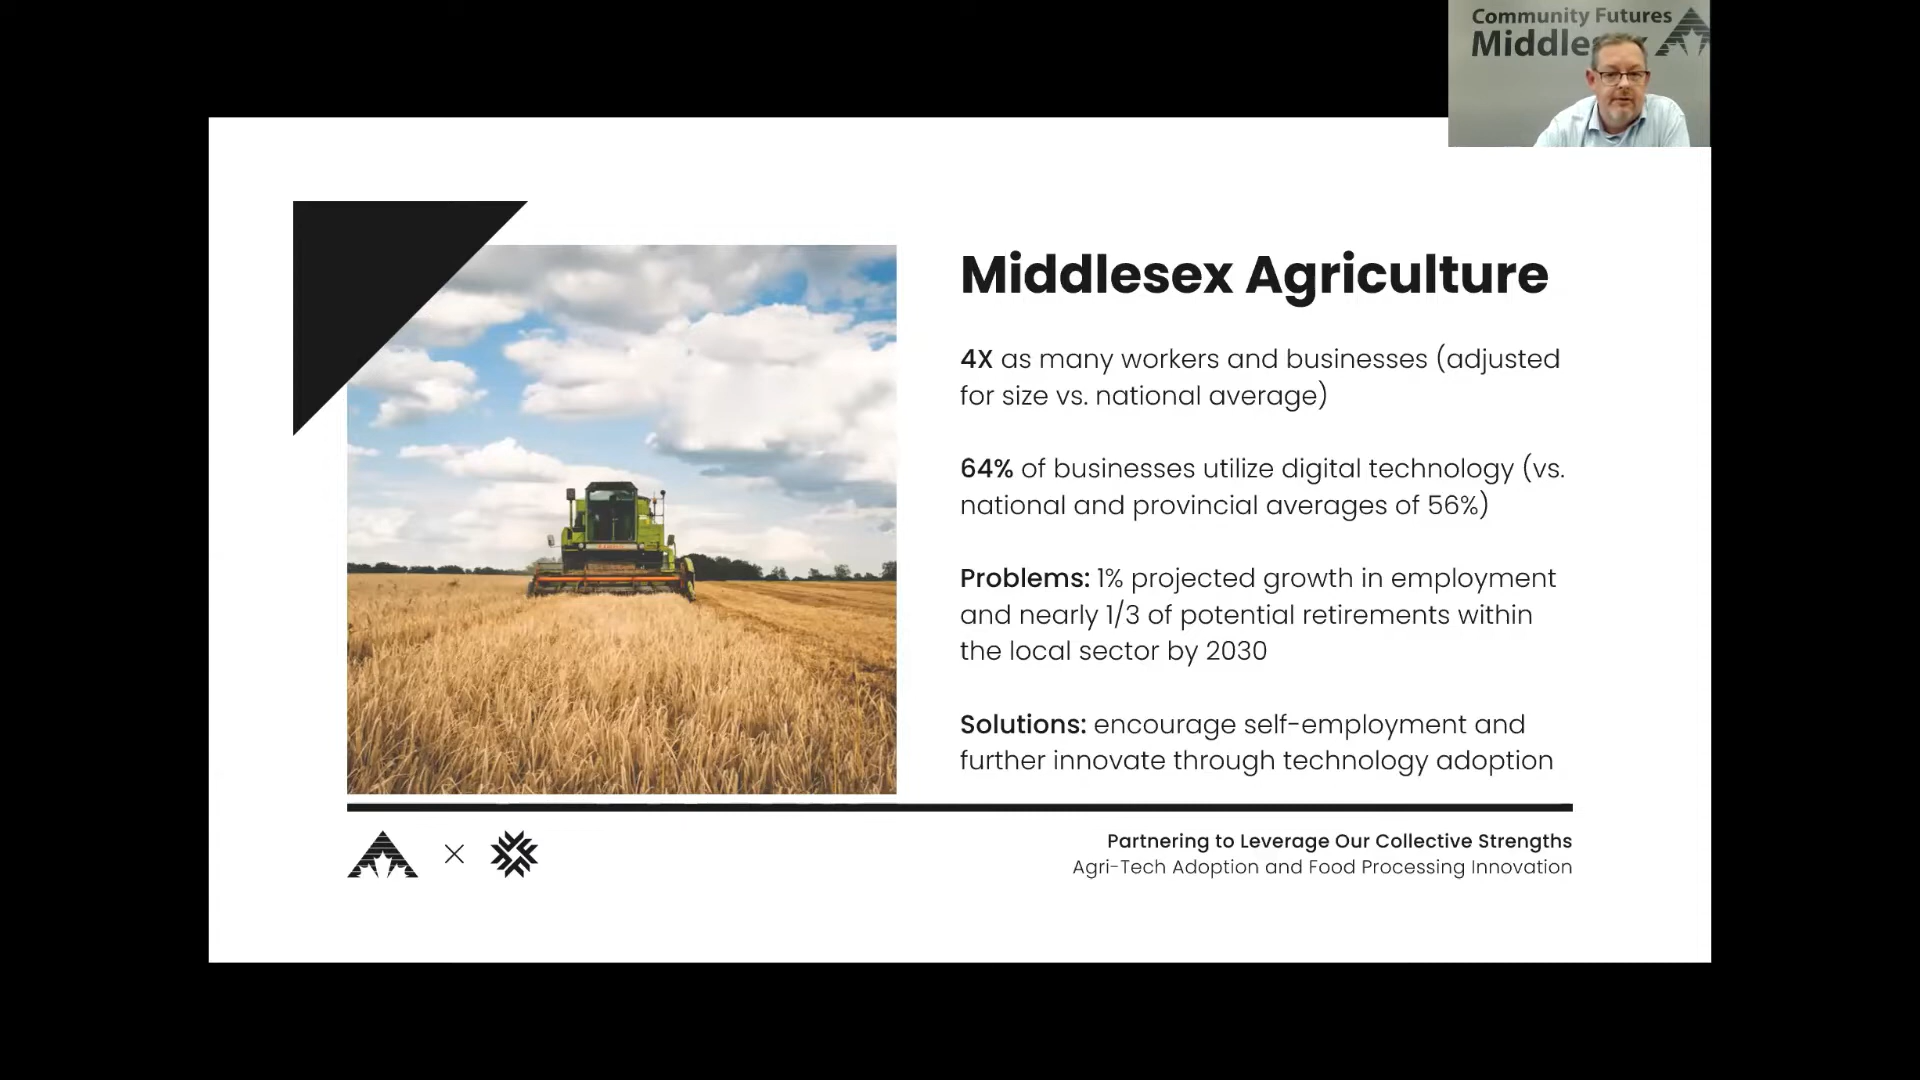 Community Futures
Middlesex Agriculture
4X as many workers and businesses (adjusted
for size vs. national average)
64% of businesses utilize digital technology (vs.
national and provincial averages of 56%)
Problems: 1% projected growth in employment
and nearly 1/3 of potential retirements within
the local sector by 2030
Solutions: encourage self-employment and
further innovate through technology adoption
Partnering to Leverage Our Collective Strengths
Agri-Tech Adoption and Food Processing Innovation